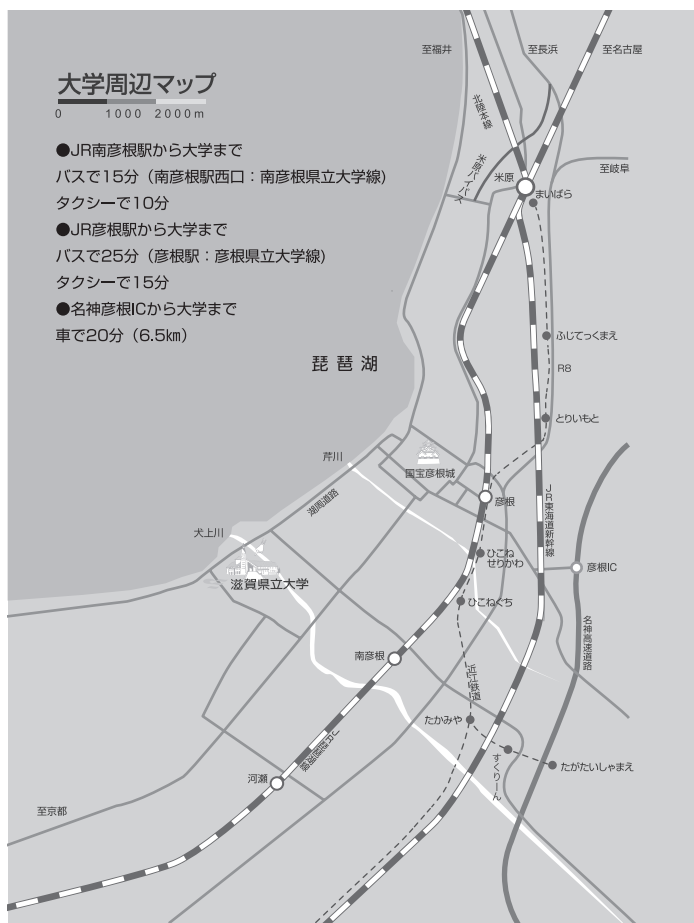 大学周辺マップ
0 1000 2000m
●JR南彦根駅から大学まで
バスで15分（南彦根駅西口：南彦根県立大学線)
タクシーで10分
●JR彦根駅から大学まで
バスで25分（彦根駅：彦根県立大学線)
タクシーで15分
●名神彦根ICから大学まで
車で20分（6.5㎞）
至福井
至長浜
至名古屋
北陸本線
米原バイパス
米原
まいばら
至岐阜
ふじてっくまえ
R8
とりいもと
琵琶湖
芹川
国宝彦根城
湖周道路
彦根
JR東海道新幹線
犬上川
滋賀県立大学
ひこね
せりかわ
彦根IC
ひこねぐち
名神高速道路
南彦根
近江鉄道
たかみや
JR琵琶湖線
すくりーん
たがたいしゃまえ
河瀬
至京都